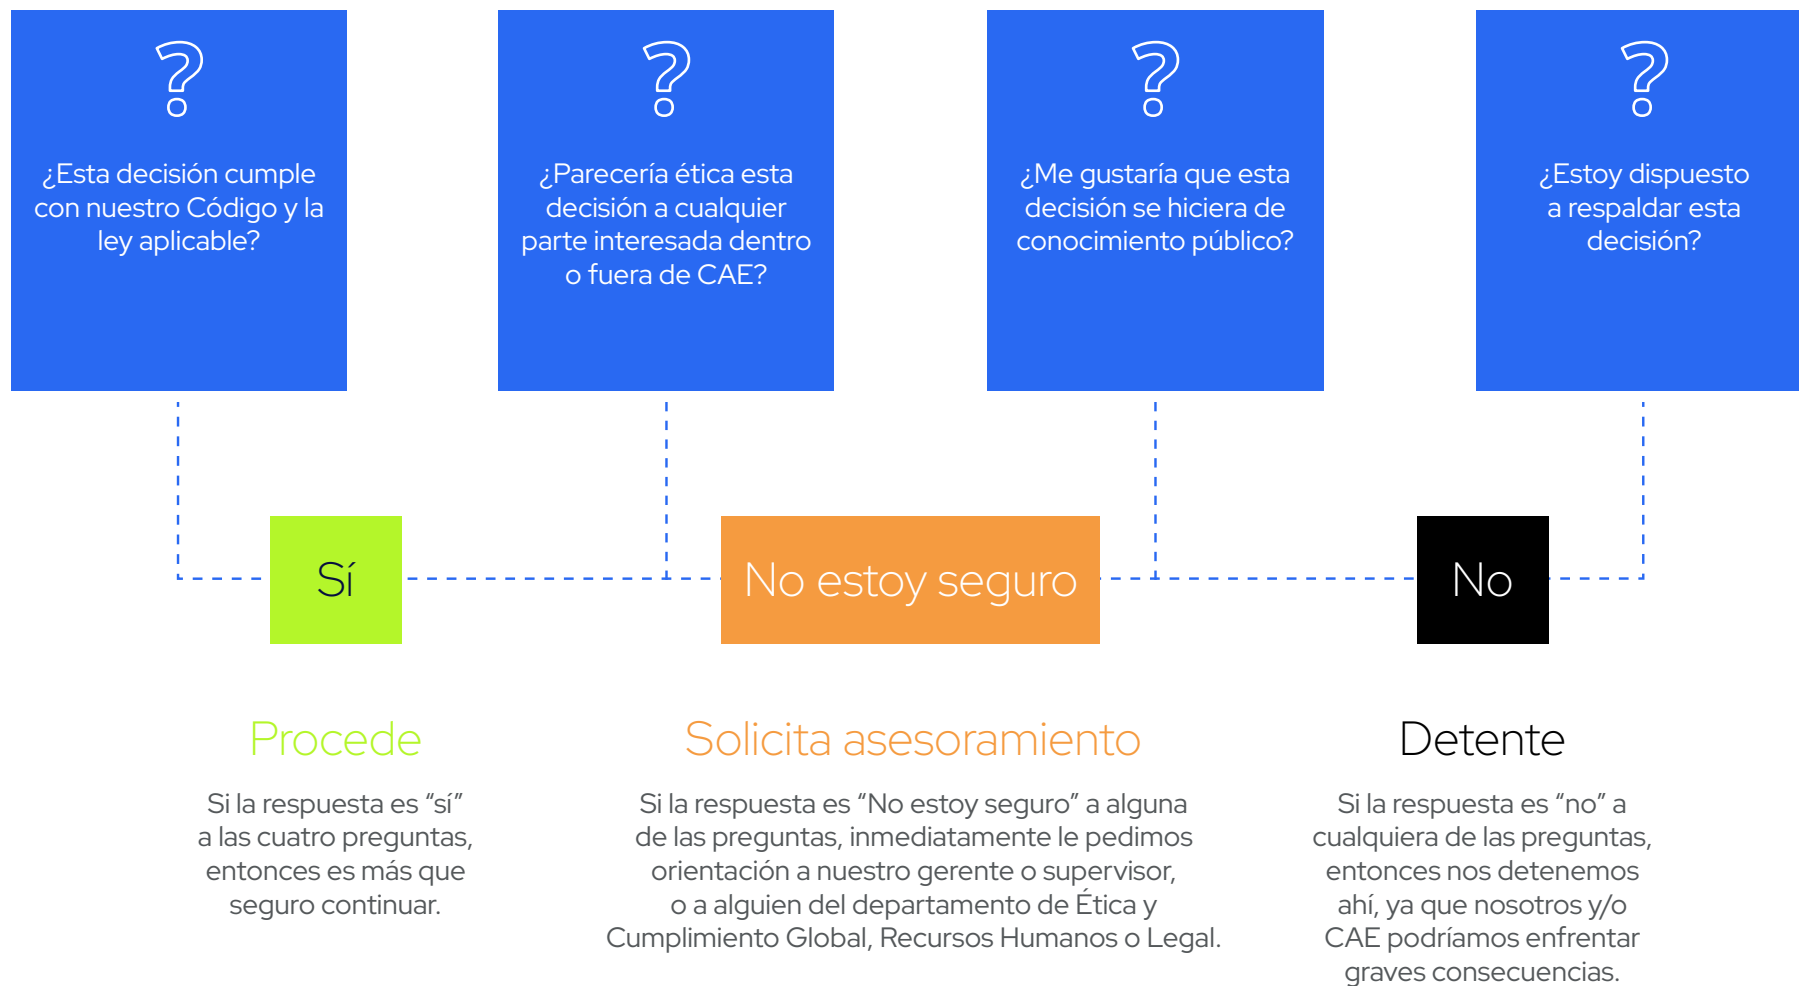 ?
¿Esta decisión cumple
con nuestro Código y la
ley aplicable?
?
¿Parecería ética esta
decisión a cualquier
parte interesada dentro
o fuera de CAE?
?
¿Me gustaría que esta
decisión se hiciera de
conocimiento público?
?
¿Estoy dispuesto
a respaldar esta
decisión?
Sí
No estoy seguro
No
Procede
Si la respuesta es “sí”
a las cuatro preguntas,
entonces es más que
seguro continuar.
Solicita asesoramiento
Si la respuesta es “No estoy seguro” a alguna
de las preguntas, inmediatamente le pedimos
orientación a nuestro gerente o supervisor,
o a alguien del departamento de Ética y
Cumplimiento Global, Recursos Humanos o Legal.
Detente
Si la respuesta es “no” a
cualquiera de las preguntas,
entonces nos detenemos
ahí, ya que nosotros y/o
CAE podríamos enfrentar
graves consecuencias.